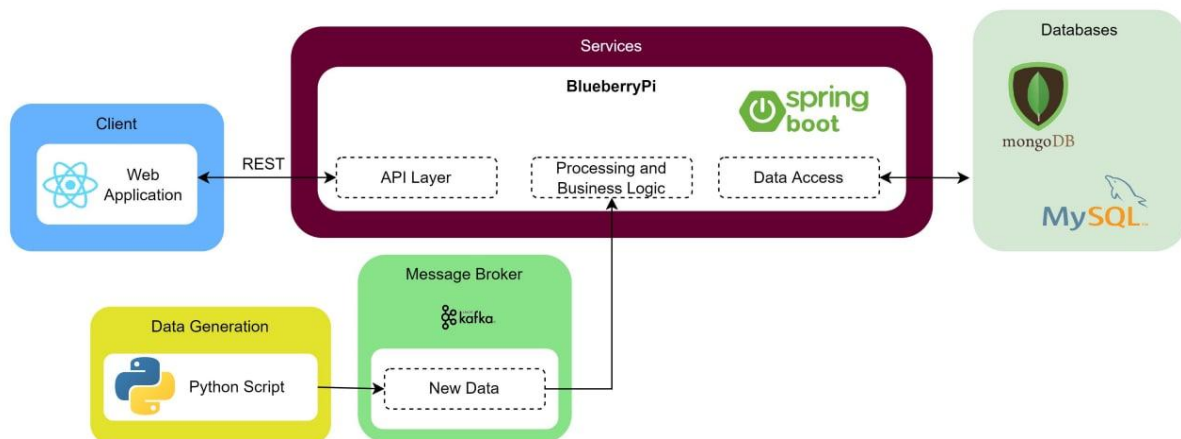 Services
BlueberryPi
spring
boot
API Layer
Processing and
Business Logic
Data Access
Databases
mongoDB
MySQL
Client
Web
Application
REST
Message Broker
kafka
New Data
Data Generation
Python Script